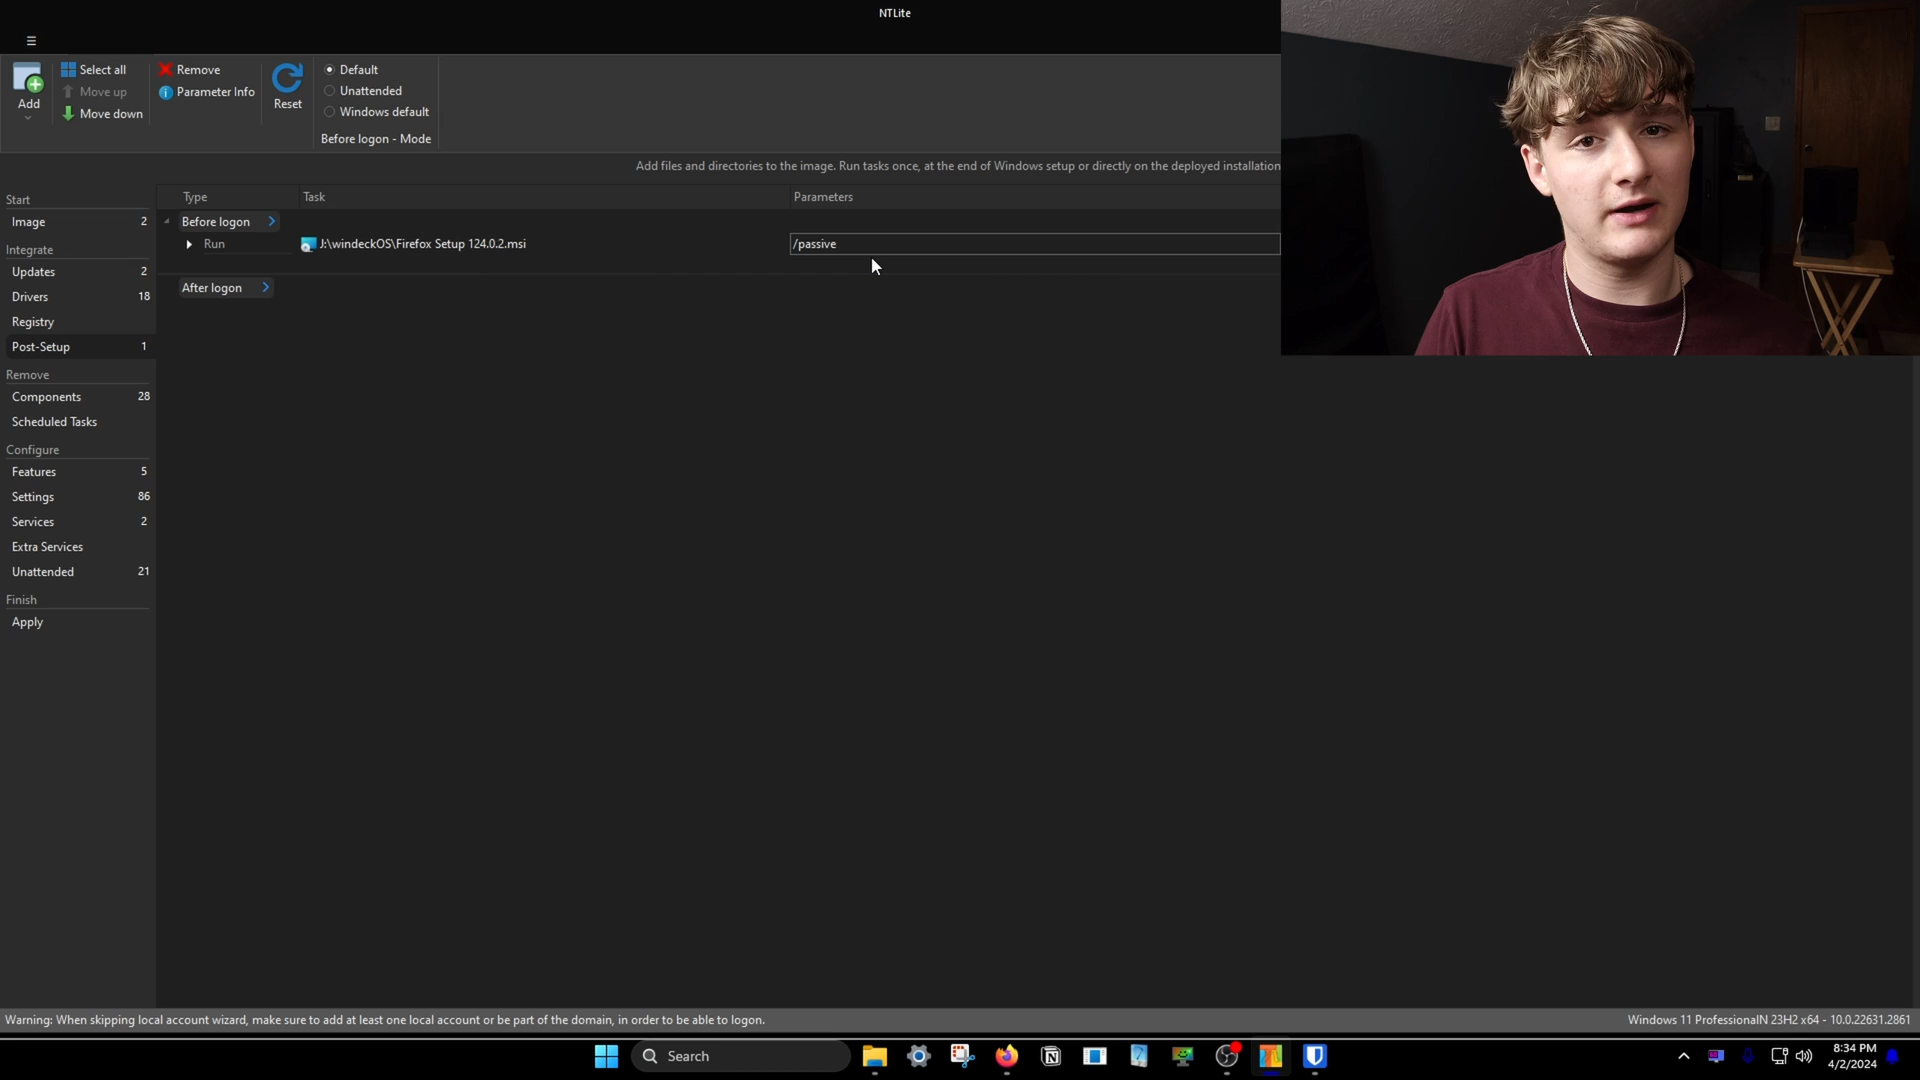 NTLite
Add
Select all
Move up
Move down
Remove
Parameter Info
Reset
Default
Unattended
Windows default
Before logon - Mode
Add files and directories to the image. Run tasks once, at the end of Windows setup or directly on the deployed installation
Start
Image 2
Integrate
Updates 2
Drivers 18
Registry
Post-Setup 1
Remove
Components 28
Scheduled Tasks
Configure
Features 5
Settings 86
Services 2
Extra Services
Unattended 21
Finish
Apply
Type Task Parameters
Before logon
Run J:\windeckOS\Firefox Setup 124.0.2.msi /passive
After logon
Warning: When skipping local account wizard, make sure to add at least one local account or be part of the domain, in order to be able to logon.
Windows 11 ProfessionalN 23H2 x64 - 10.0.22631.2861
Search
8:34 PM
4/2/2024